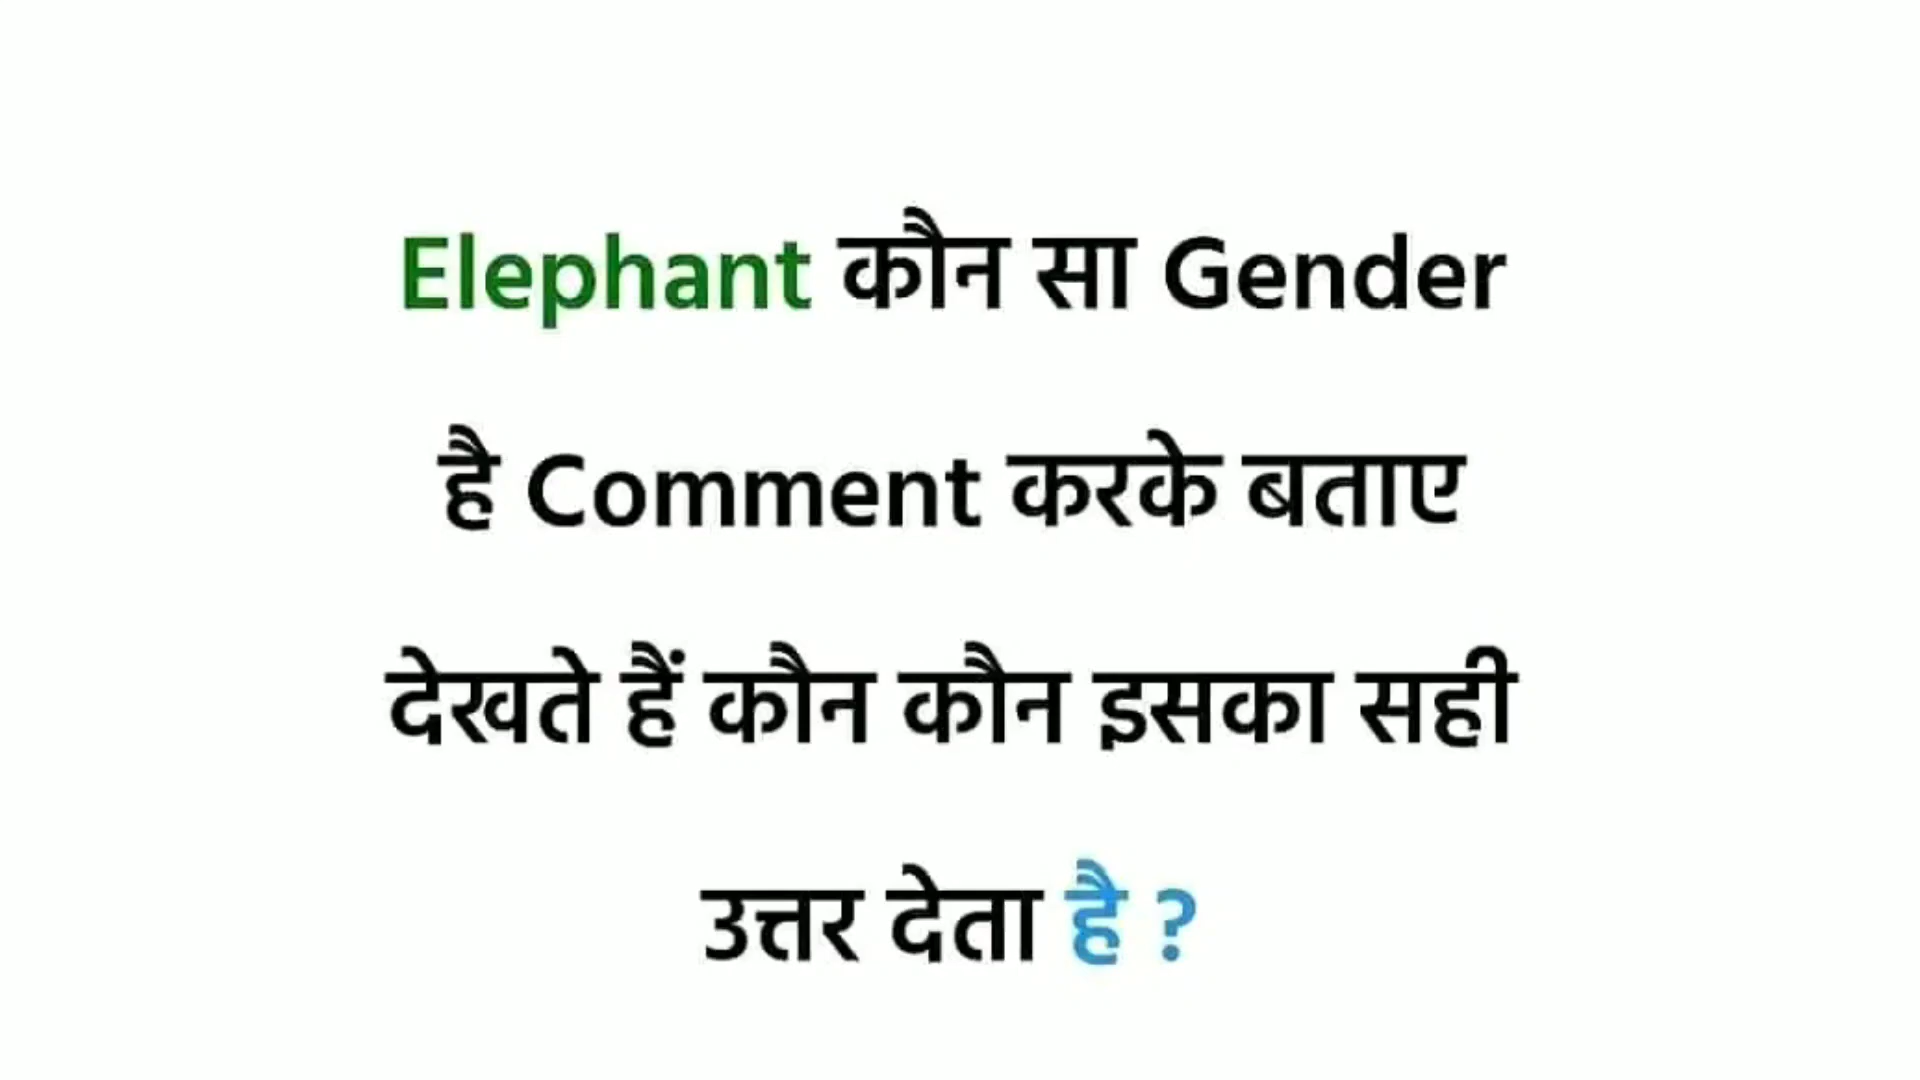 Elephant कौन सा Gender
है Comment करके बताए
देखते हैं कौन कौन इसका सही
उत्तर देता है ?